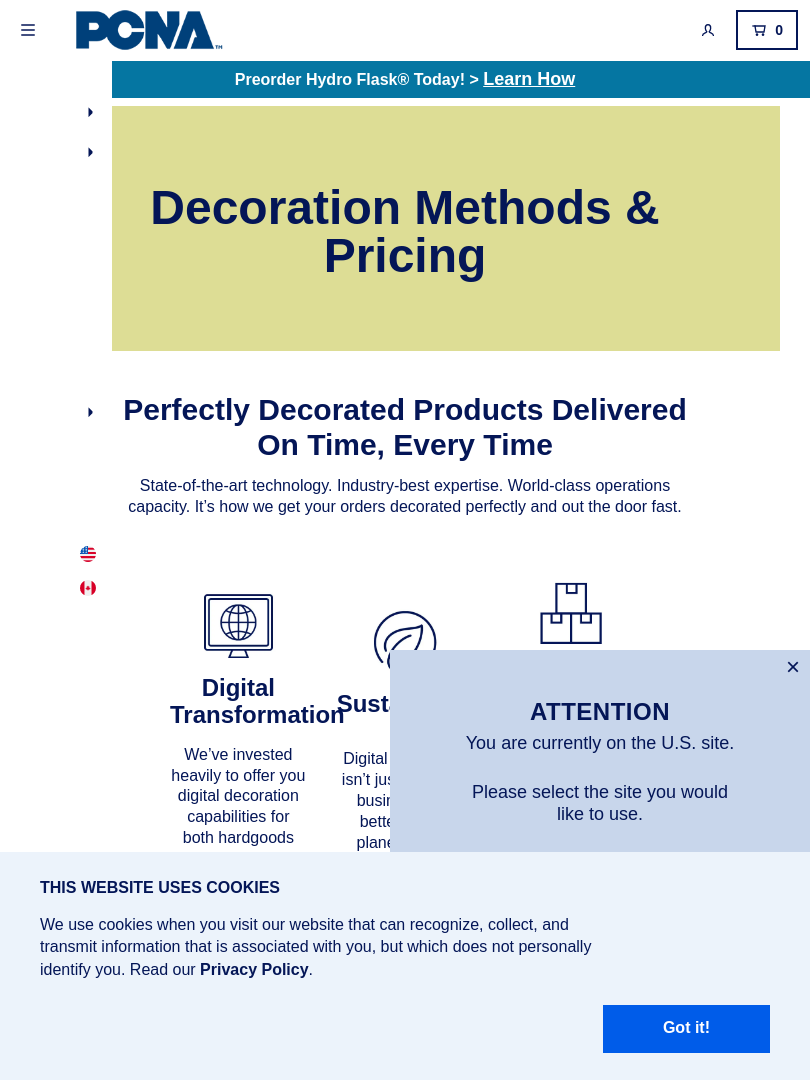 PCNA™
0
Preorder Hydro Flask® Today! > Learn How
Decoration Methods &
Pricing
Perfectly Decorated Products Delivered
On Time, Every Time
State-of-the-art technology. Industry-best expertise. World-class operations
capacity. It’s how we get your orders decorated perfectly and out the door fast.
Digital
Transformation
We’ve invested
heavily to offer you
digital decoration
capabilities for
both hardgoods
Digital
isn’t
plane
ATTENTION
You are currently on the U.S. site.
Please select the site you would
like to use.
THIS WEBSITE USES COOKIES
We use cookies when you visit our website that can recognize, collect, and
transmit information that is associated with you, but which does not personally
identify you. Read our Privacy Policy.
Got it!